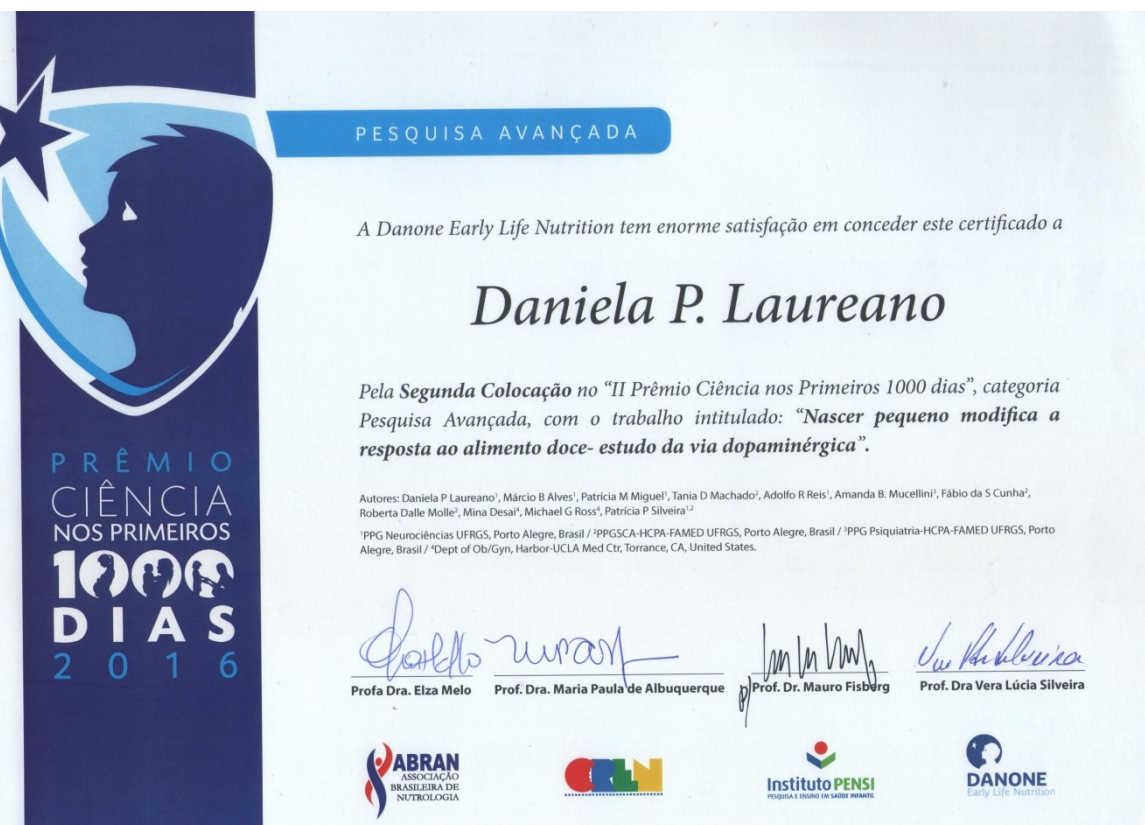 PESQUISA AVANÇADA
A Danone Early Life Nutrition tem enorme satisfação em conceder este certificado a
Daniela P. Laureano
Pela Segunda Colocação no “II Prêmio Ciência nos Primeiros 1000 dias”, categoria
Pesquisa Avançada, com o trabalho intitulado: “Nascer pequeno modifica a
resposta ao alimento doce- estudo da via dopaminérgica”.
Autores: Daniela P Laureano¹, Márcio B Alves¹, Patrícia M Miguel¹, Tania D Machado², Adolfo R Reis¹, Amanda B. Mucellini³, Fábio da S Cunha²,
Roberta Dalle Molle², Mina Desai⁴, Michael G Ross⁴, Patrícia P Silveira¹,²
¹PPG Neurociências UFRGS, Porto Alegre, Brasil / ²PPGSCA-HCPA-FAMED UFRGS, Porto Alegre, Brasil / ³PPG Psiquiatria-HCPA-FAMED UFRGS, Porto
Alegre, Brasil / ⁴Dept of Ob/Gyn, Harbor-UCLA Med Ctr, Torrance, CA, United States.
PRÊMIO
CIÊNCIA
NOS PRIMEIROS
1000
DIAS
2016
Profa Dra. Elza Melo
Prof. Dra. Maria Paula de Albuquerque
p/ Prof. Dr. Mauro Fisberg
Prof. Dra Vera Lúcia Silveira
ABRAN
ASSOCIAÇÃO
BRASILEIRA DE
NUTROLOGIA
CREN
Instituto PENSI
PESQUISA E ENSINO EM SAÚDE INFANTIL
DANONE
Early Life Nutrition